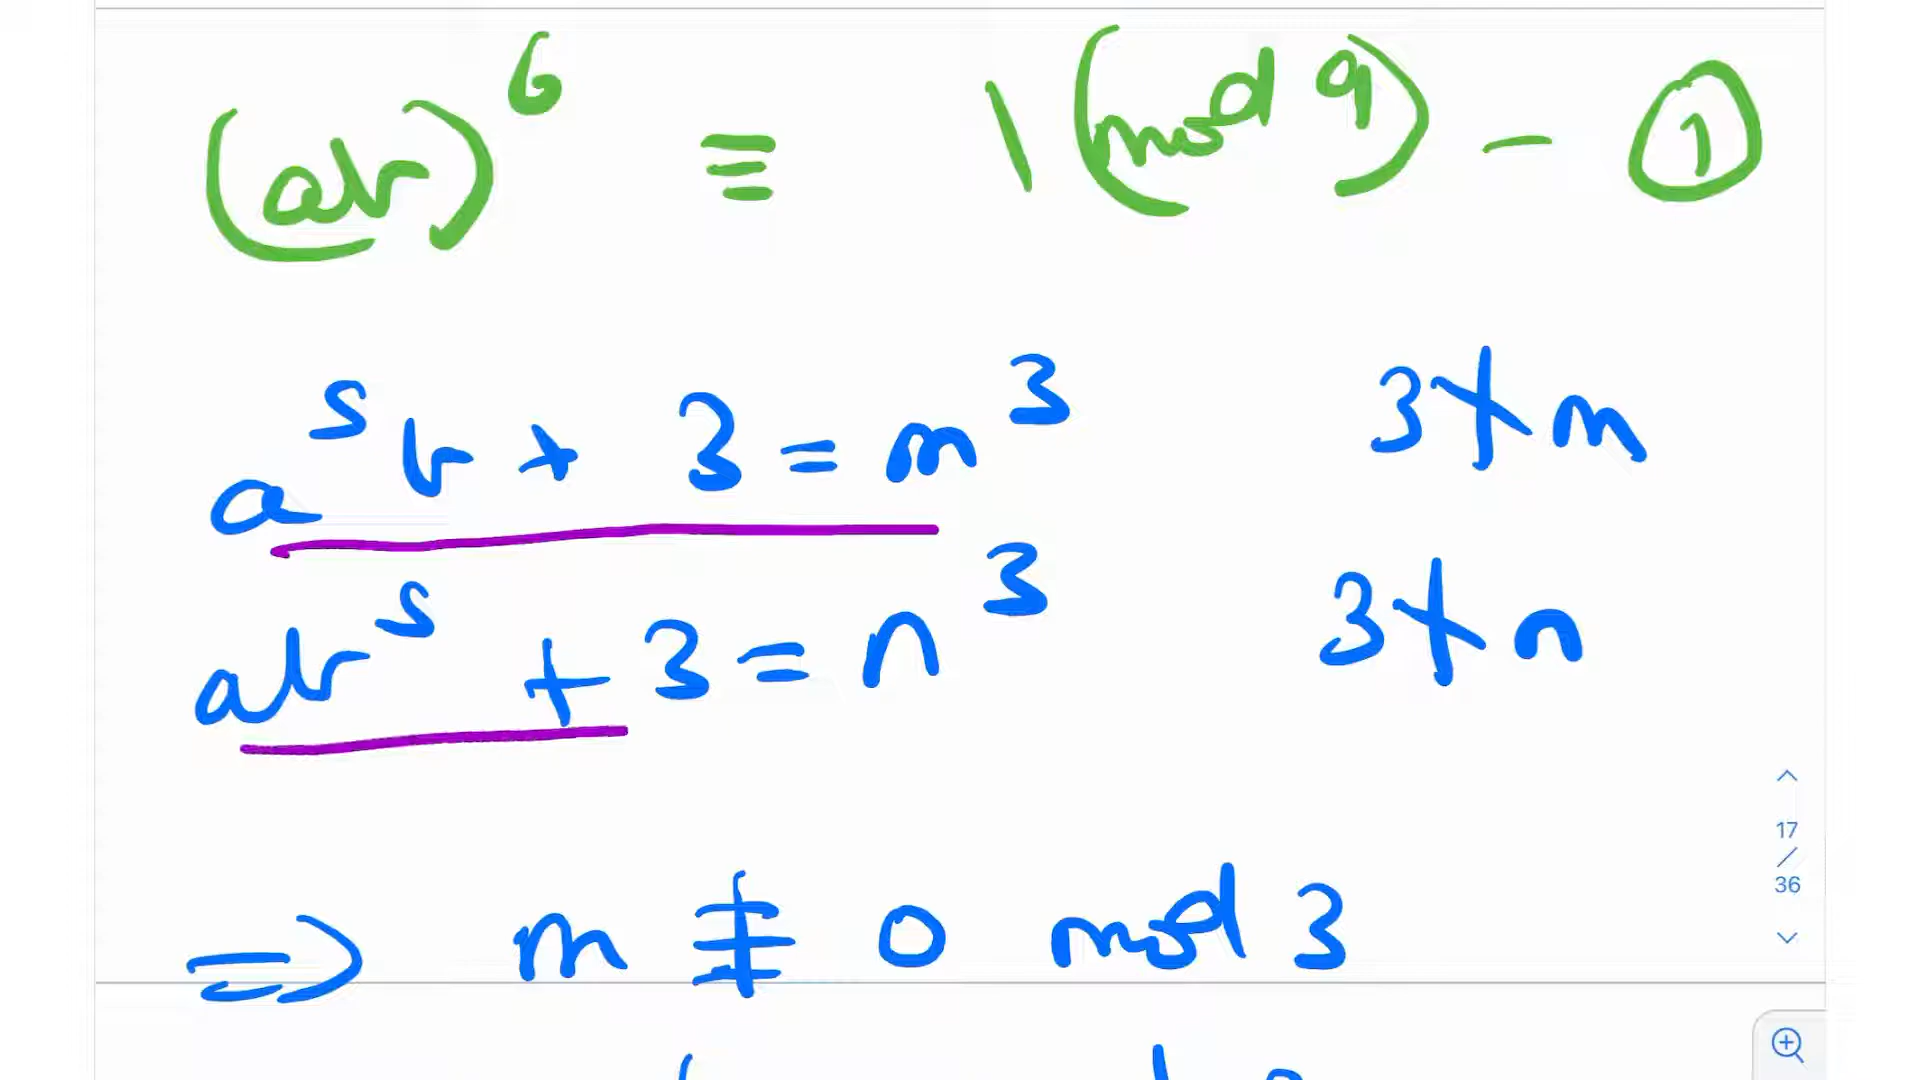 (ab)^6 ≡ 1 (mod 9) - ①
a^5 b + 3 = m^3 3 ∤ m
ab^5 + 3 = n^3 3 ∤ n
⇒ m ≢ 0 mod 3
17
/
36